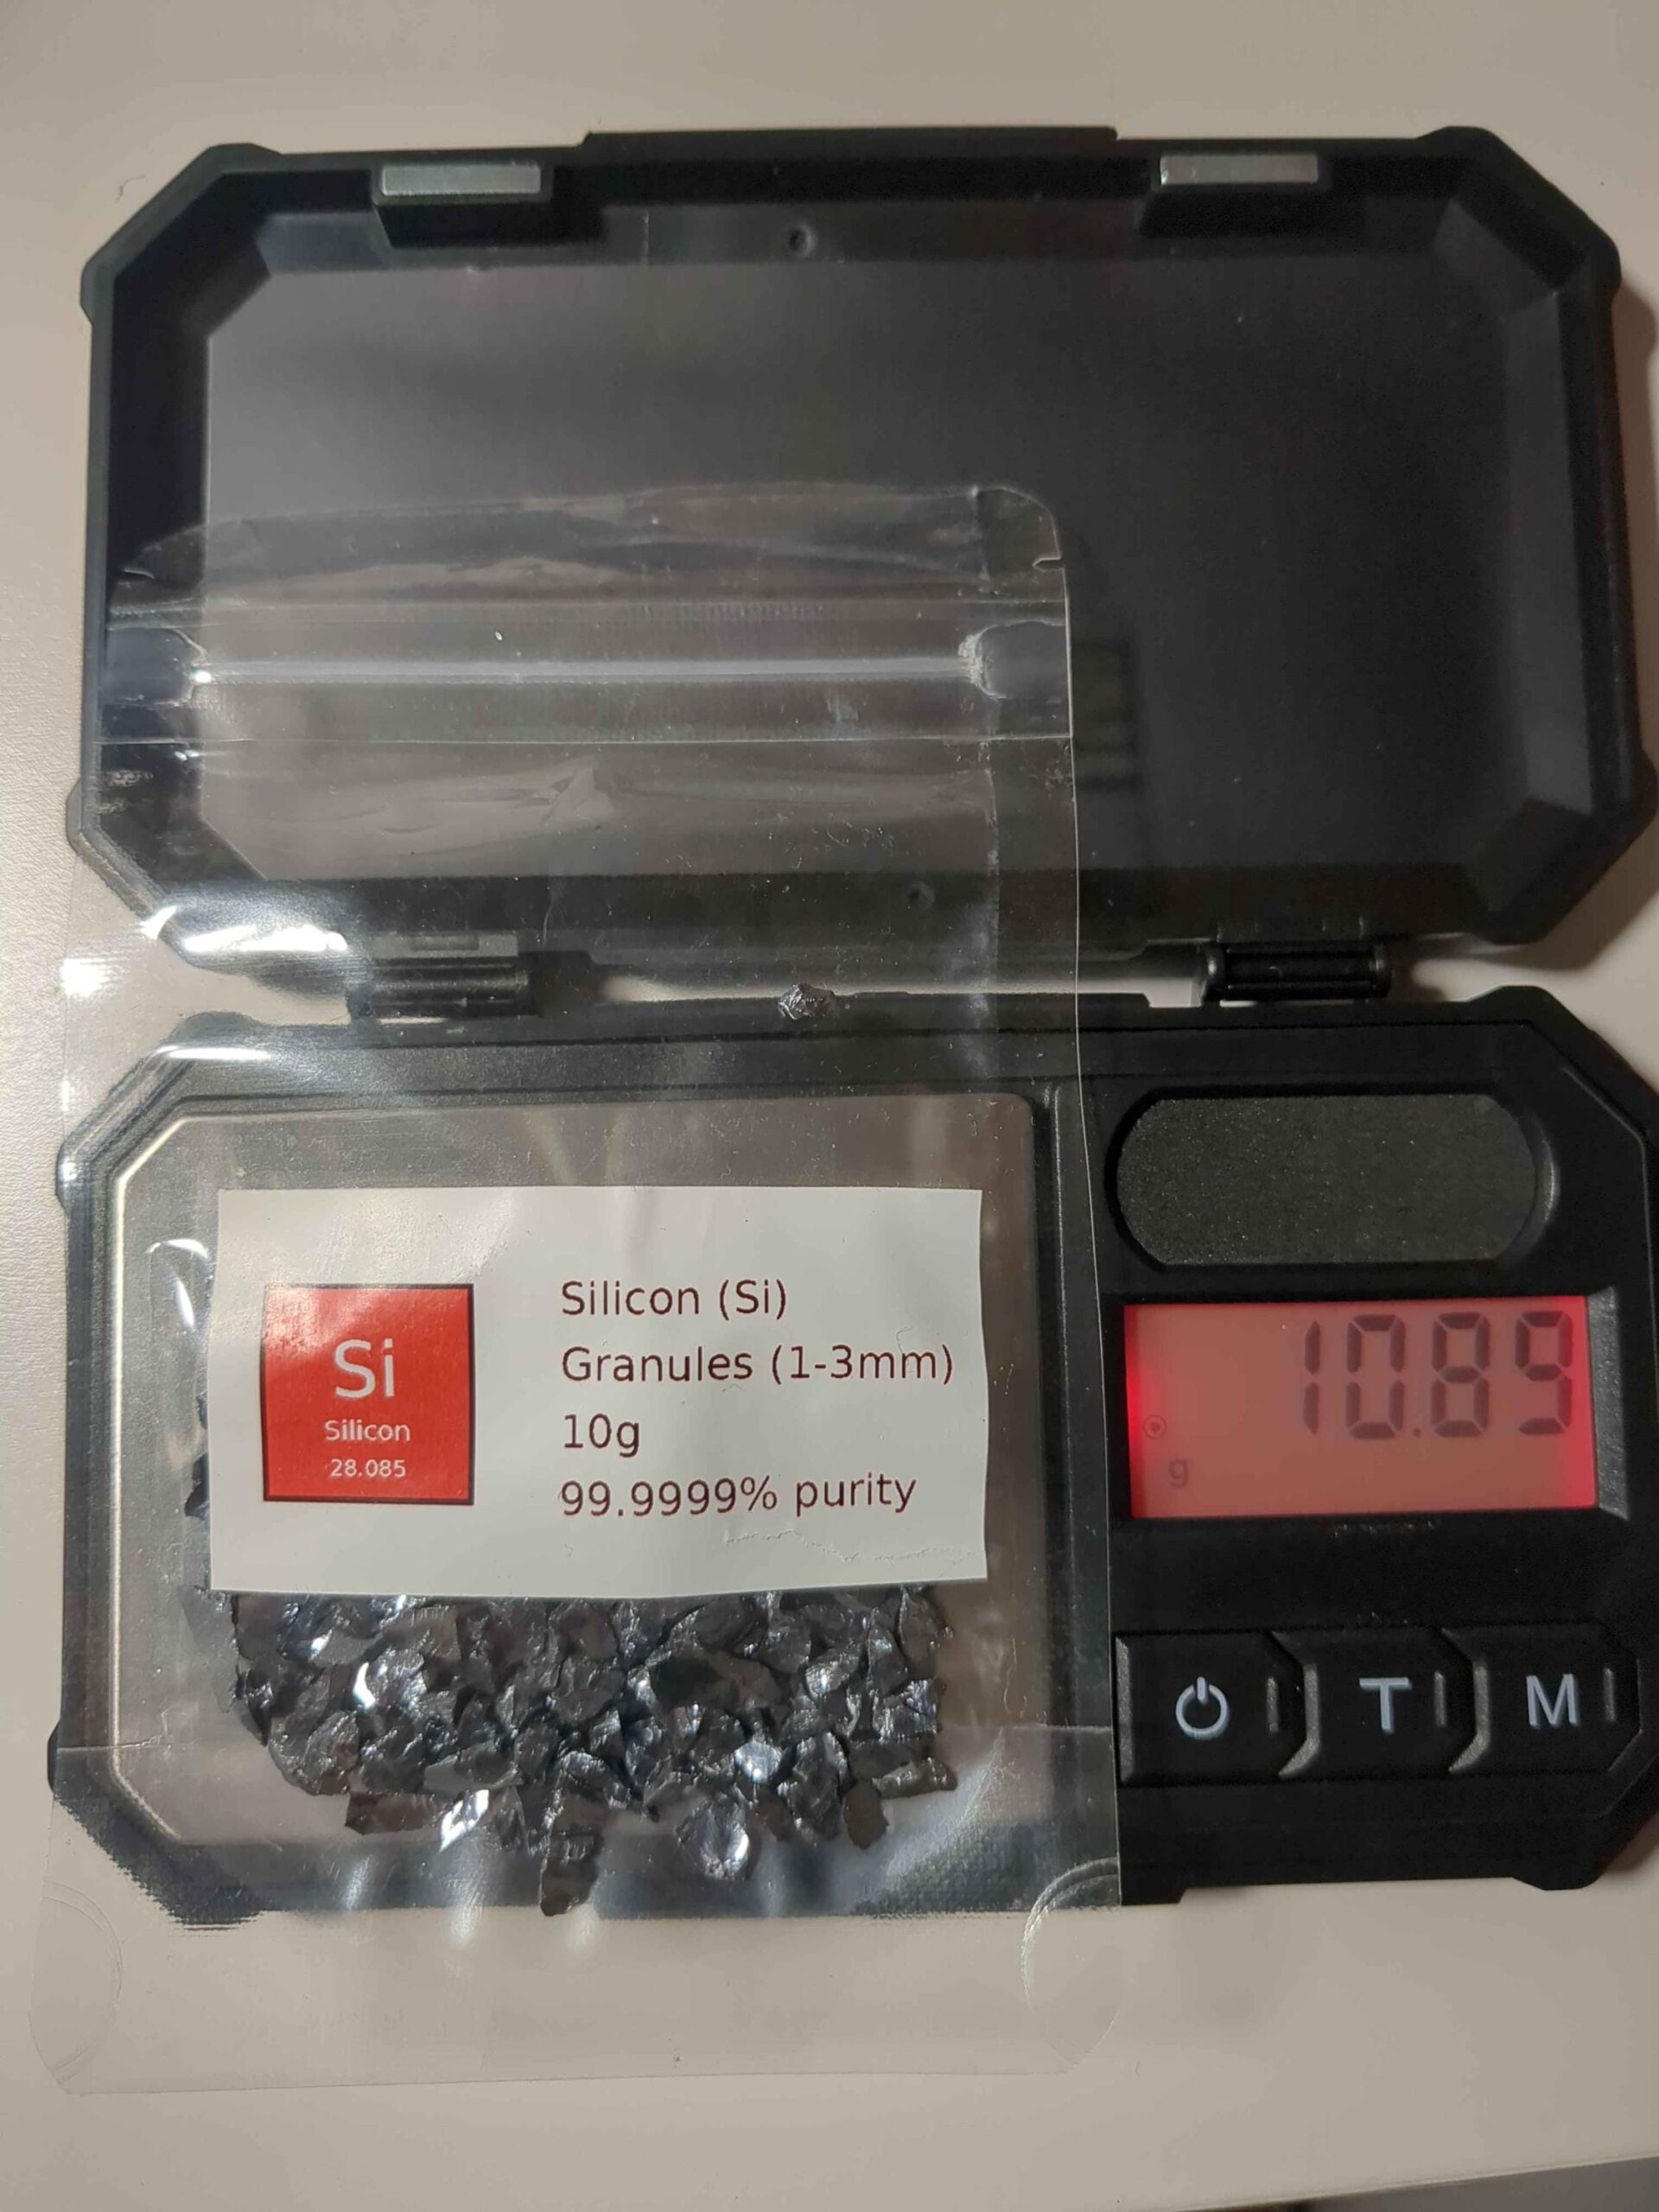 Si
Silicon
28.085
Silicon (Si)
Granules (1-3mm)
10g
99.9999% purity
10.89
g
T
M